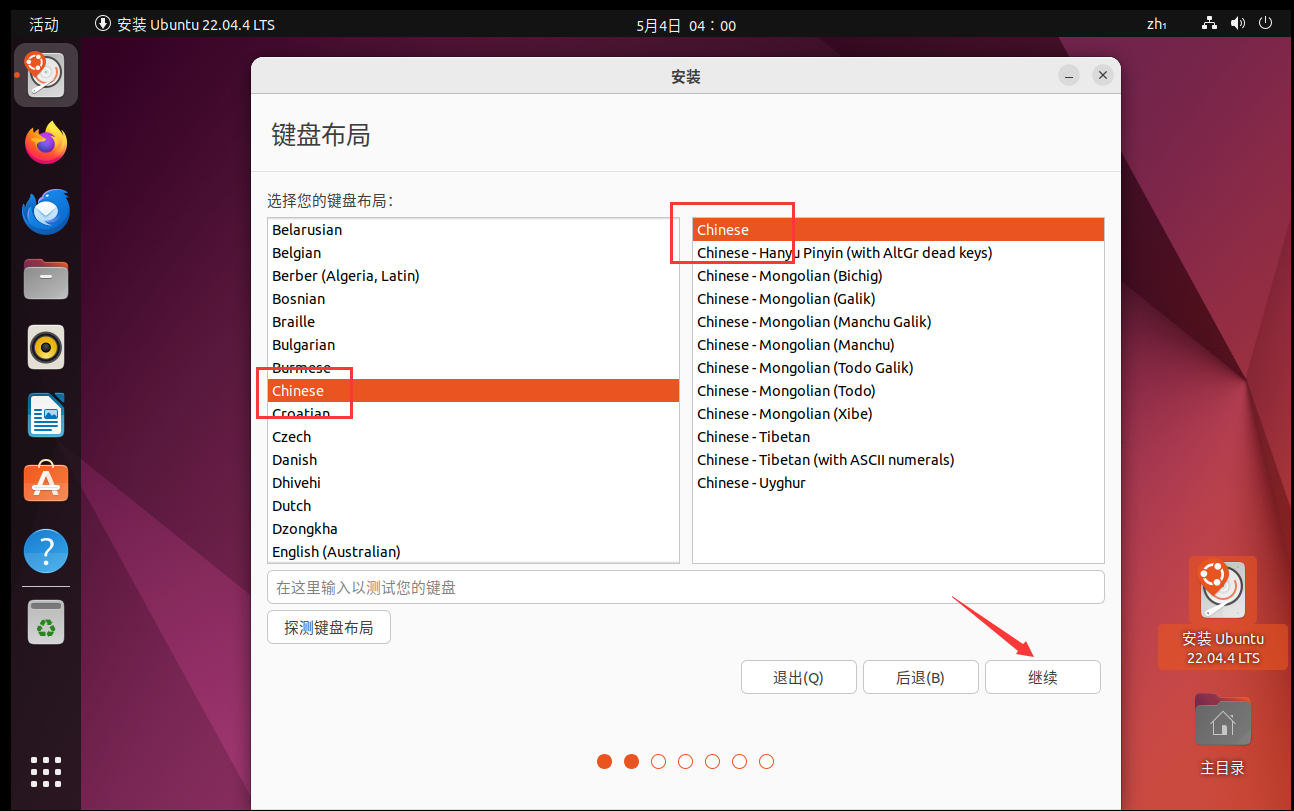 活动
安装 Ubuntu 22.04.4 LTS
5月4日 04：00
zh₁
安装
键盘布局
选择您的键盘布局：
Belarusian
Belgian
Berber (Algeria, Latin)
Bosnian
Braille
Bulgarian
Burmese
Chinese
Croatian
Czech
Danish
Dhivehi
Dutch
Dzongkha
English (Australian)
Chinese
Chinese - Hanyu Pinyin (with AltGr dead keys)
Chinese - Mongolian (Bichig)
Chinese - Mongolian (Galik)
Chinese - Mongolian (Manchu Galik)
Chinese - Mongolian (Manchu)
Chinese - Mongolian (Todo Galik)
Chinese - Mongolian (Todo)
Chinese - Mongolian (Xibe)
Chinese - Tibetan
Chinese - Tibetan (with ASCII numerals)
Chinese - Uyghur
在这里输入以测试您的键盘
探测键盘布局
退出(Q)
后退(B)
继续
安装 Ubuntu
22.04.4 LTS
主目录